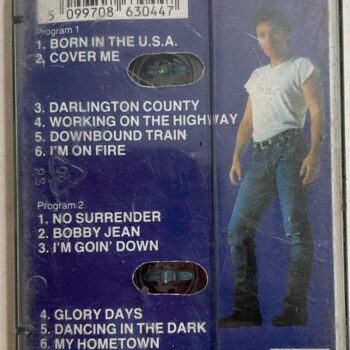 5 099708 630447
Program 1
1. BORN IN THE U.S.A.
2. COVER ME
3. DARLINGTON COUNTY
4. WORKING ON THE HIGHWAY
5. DOWNBOUND TRAIN
6. I'M ON FIRE
Program 2
1. NO SURRENDER
2. BOBBY JEAN
3. I'M GOIN' DOWN
4. GLORY DAYS
5. DANCING IN THE DARK
6. MY HOMETOWN